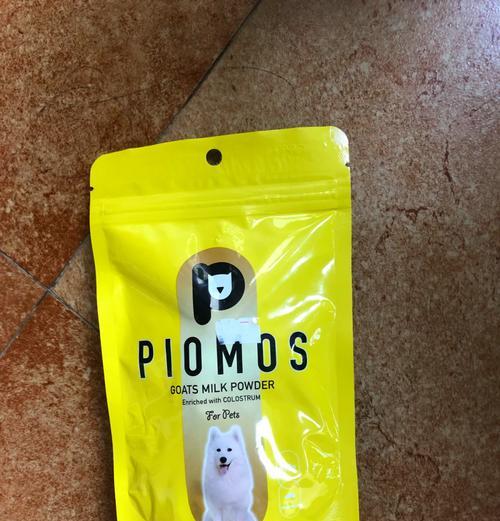 P
PIOMOS
GOATS MILK POWDER
Enriched with COLOSTRUM
For Pets